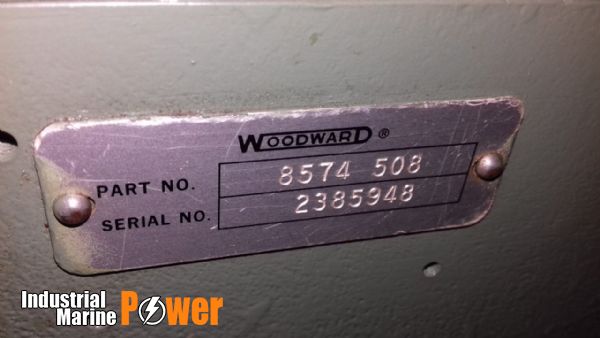 WOODWARD ®
PART NO. 8574 508
SERIAL NO. 2385948
Industrial
Marine Power